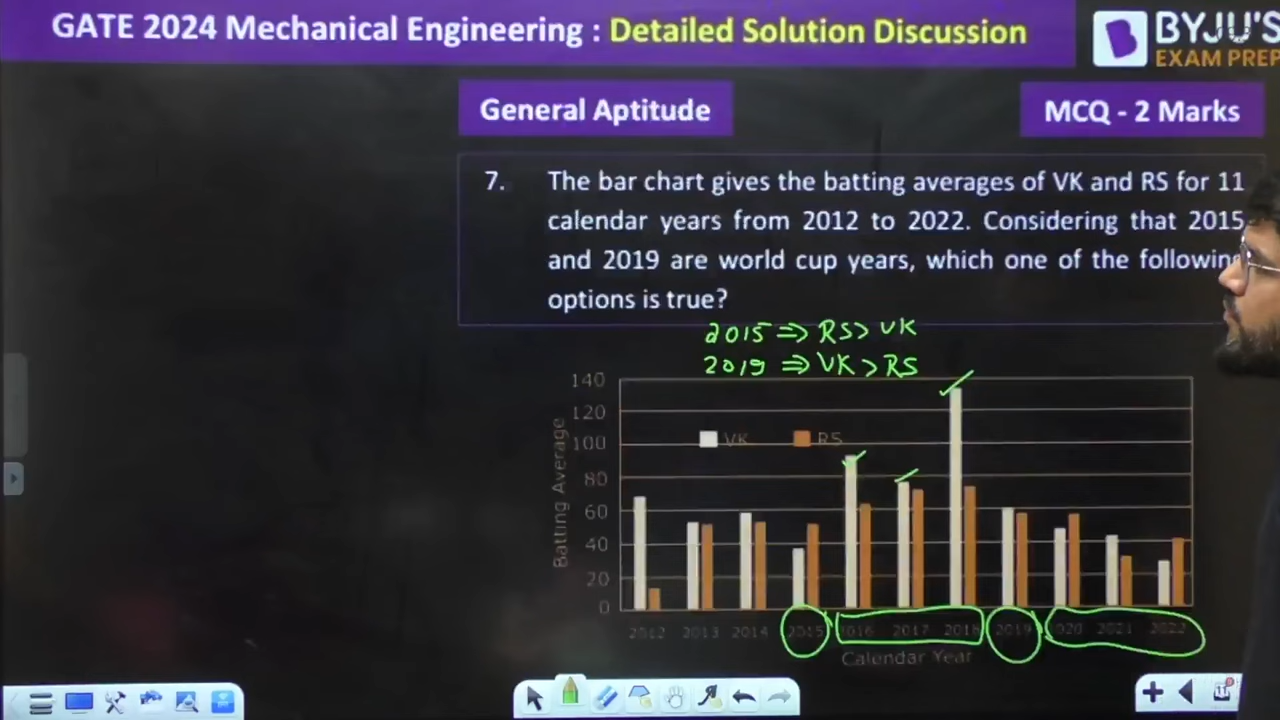 GATE 2024 Mechanical Engineering : Detailed Solution Discussion
BYJU'S
EXAM PREP
General Aptitude
MCQ - 2 Marks
7. The bar chart gives the batting averages of VK and RS for 11
calendar years from 2012 to 2022. Considering that 2015
and 2019 are world cup years, which one of the following
options is true?
2015 ⇒ RS > VK
2019 ⇒ VK > RS
140
120
100
80
60
40
20
0
Batting Average
VK RS
2012 2013 2014 2015 2016 2017 2018 2019 2020 2021 2022
Calendar Year